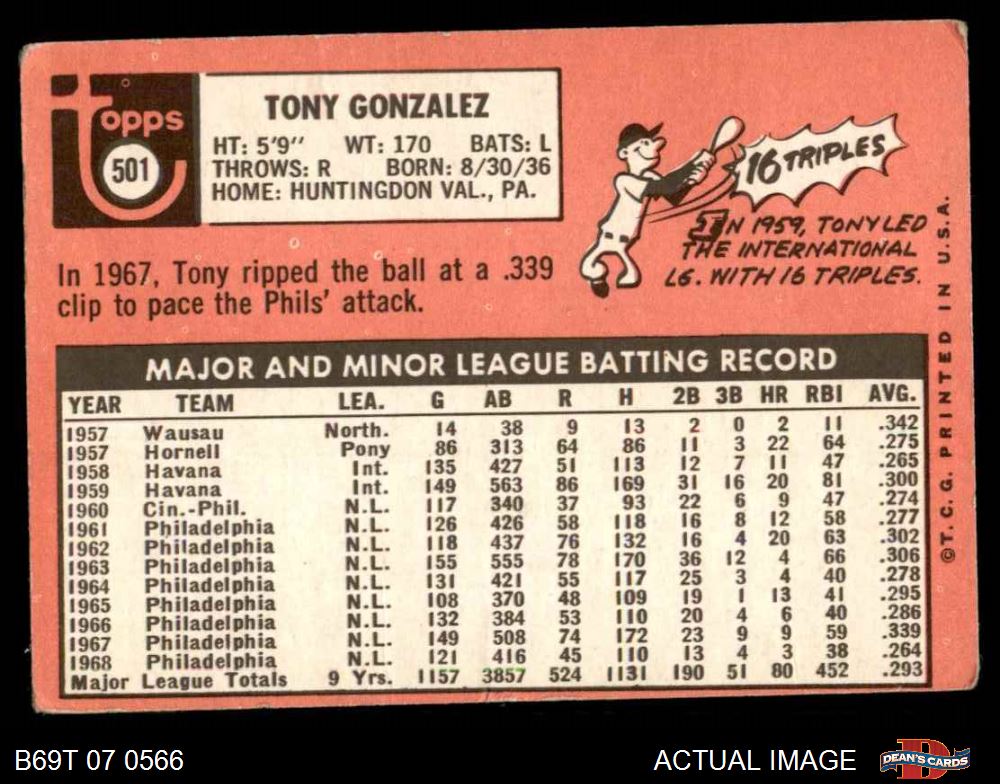 topps
501
TONY GONZALEZ
HT: 5'9" WT: 170 BATS: L
THROWS: R BORN: 8/30/36
HOME: HUNTINGDON VAL., PA.
16 TRIPLES
IN 1959, TONY LED
THE INTERNATIONAL
LG. WITH 16 TRIPLES.
In 1967, Tony ripped the ball at a .339
clip to pace the Phils' attack.
MAJOR AND MINOR LEAGUE BATTING RECORD
YEAR TEAM LEA. G AB R H 2B 3B HR RBI AVG.
1957 Wausau North. 14 38 9 13 2 0 2 11 .342
1957 Hornell Pony 86 313 64 86 11 3 22 64 .275
1958 Havana Int. 135 427 51 113 12 7 11 47 .265
1959 Havana Int. 149 563 86 169 31 16 20 81 .300
1960 Cin.-Phil. N.L. 117 340 37 93 22 6 9 47 .274
1961 Philadelphia N.L. 126 426 58 118 16 8 12 58 .277
1962 Philadelphia N.L. 118 437 76 132 16 4 20 63 .302
1963 Philadelphia N.L. 155 555 78 170 36 12 4 66 .306
1964 Philadelphia N.L. 131 421 55 117 25 3 4 40 .278
1965 Philadelphia N.L. 108 370 48 109 19 1 13 41 .295
1966 Philadelphia N.L. 132 384 53 110 20 4 6 40 .286
1967 Philadelphia N.L. 149 508 74 172 23 9 9 59 .339
1968 Philadelphia N.L. 121 416 45 110 13 4 3 38 .264
Major League Totals 9 Yrs. 1157 3857 524 1131 190 51 80 452 .293
©T.C.G. PRINTED IN U.S.A.
B69T 07 0566
ACTUAL IMAGE
D
DEAN'S CARDS